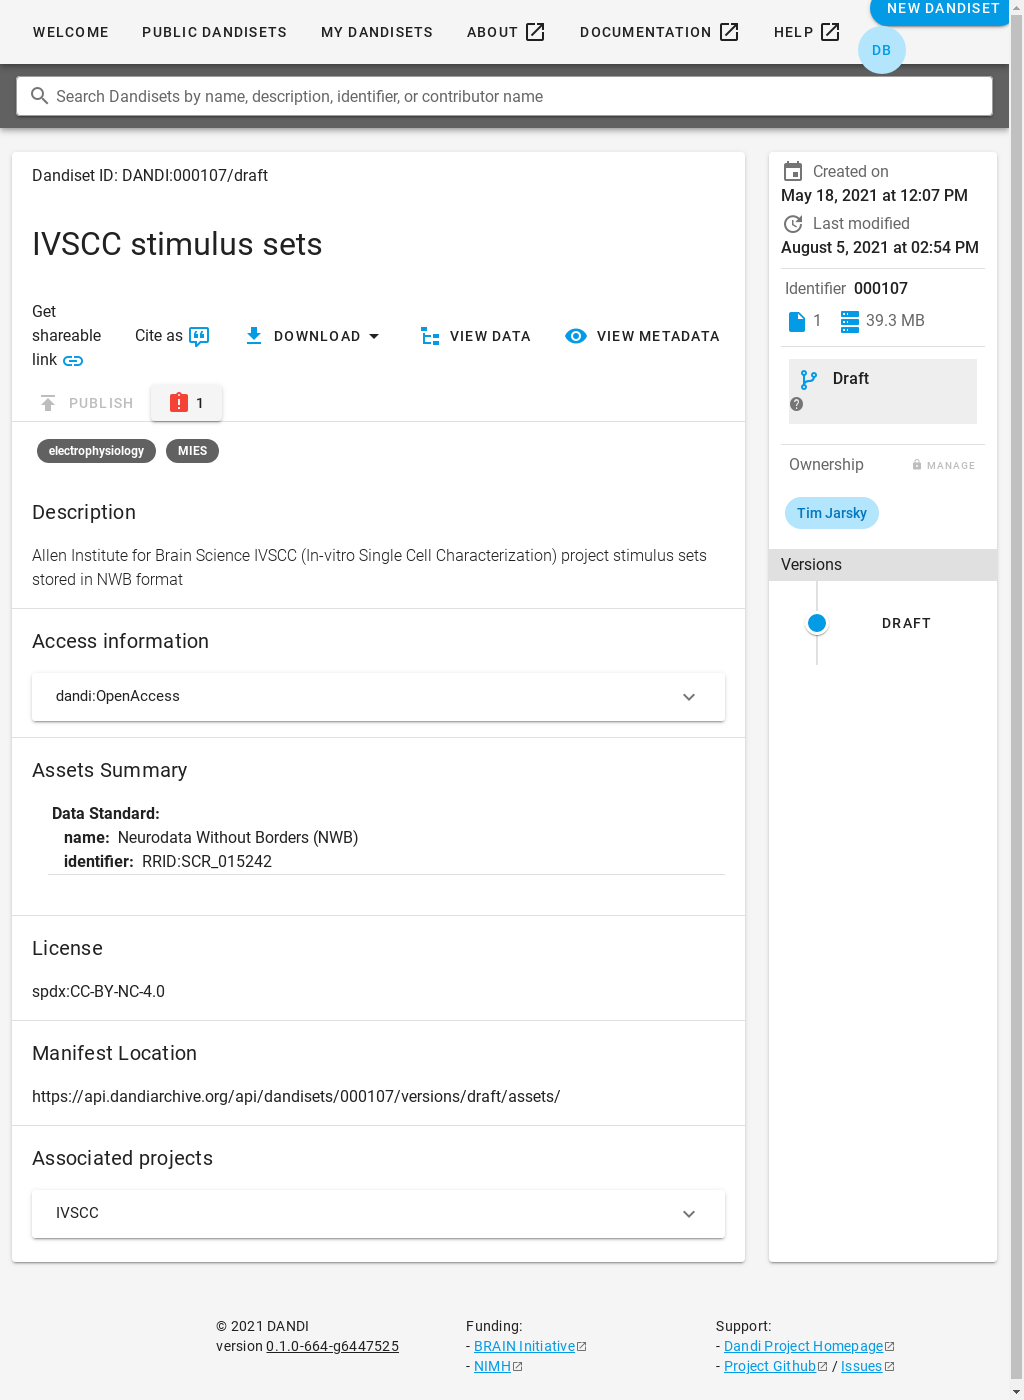 WELCOME
PUBLIC DANDISETS
MY DANDISETS
ABOUT
DOCUMENTATION
HELP
NEW DANDISET
DB
Search Dandisets by name, description, identifier, or contributor name
Dandiset ID: DANDI:000107/draft
IVSCC stimulus sets
Get
shareable
link
Cite as
DOWNLOAD
VIEW DATA
VIEW METADATA
PUBLISH
1
electrophysiology
MIES
Description
Allen Institute for Brain Science IVSCC (In-vitro Single Cell Characterization) project stimulus sets
stored in NWB format
Access information
dandi:OpenAccess
Assets Summary
Data Standard:
name: Neurodata Without Borders (NWB)
identifier: RRID:SCR_015242
License
spdx:CC-BY-NC-4.0
Manifest Location
https://api.dandiarchive.org/api/dandisets/000107/versions/draft/assets/
Associated projects
IVSCC
Created on
May 18, 2021 at 12:07 PM
Last modified
August 5, 2021 at 02:54 PM
Identifier 000107
1
39.3 MB
Draft
Ownership
MANAGE
Tim Jarsky
Versions
DRAFT
© 2021 DANDI
version 0.1.0-664-g6447525
Funding:
- BRAIN Initiative
- NIMH
Support:
- Dandi Project Homepage
- Project Github / Issues